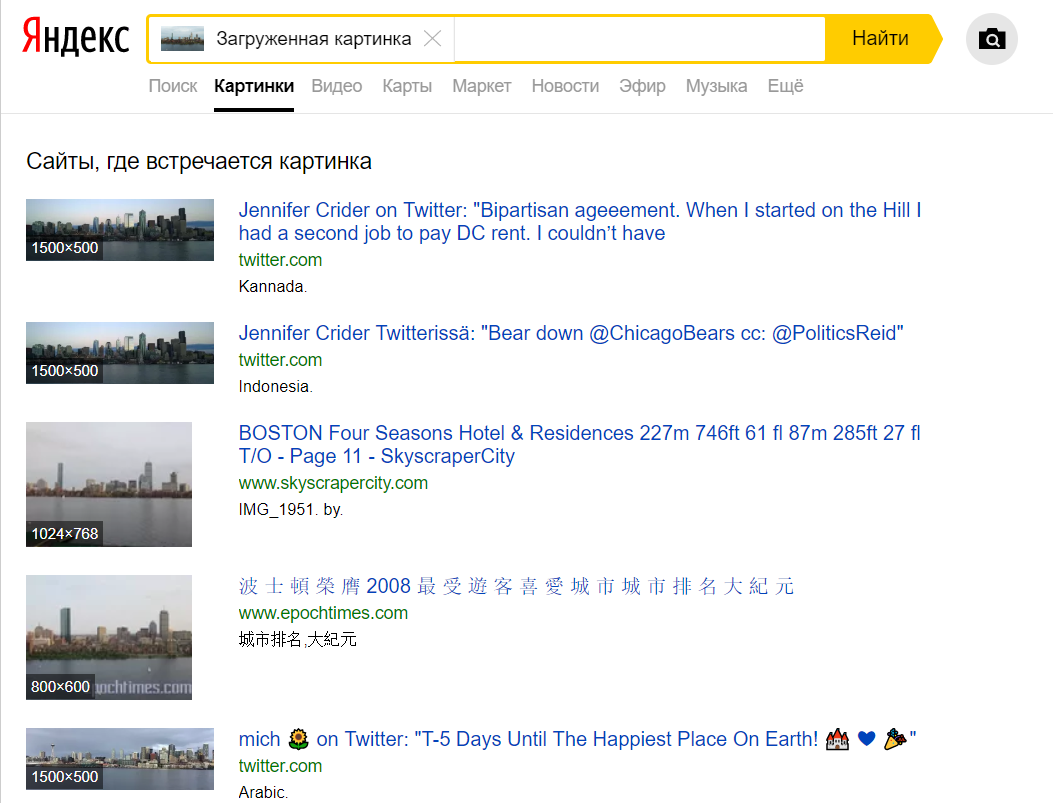 Яндекс
Загруженная картинка
Найти
Поиск Картинки Видео Карты Маркет Новости Эфир Музыка Ещё
Сайты, где встречается картинка
1500×500
Jennifer Crider on Twitter: "Bipartisan ageeement. When I started on the Hill I
had a second job to pay DC rent. I couldn’t have
twitter.com
Kannada.
1500×500
Jennifer Crider Twitterissä: "Bear down @ChicagoBears cc: @PoliticsReid"
twitter.com
Indonesia.
1024×768
BOSTON Four Seasons Hotel & Residences 227m 746ft 61 fl 87m 285ft 27 fl
T/O - Page 11 - SkyscraperCity
www.skyscrapercity.com
IMG_1951. by.
800×600
ochtimes.com
波 士 頓 榮 膺 2008 最 受 遊 客 喜 愛 城 市 城 市 排 名 大 紀 元
www.epochtimes.com
城市排名,大紀元
1500×500
mich 🌻 on Twitter: "T-5 Days Until The Happiest Place On Earth! 🏰 💙 🎉"
twitter.com
Arabic.